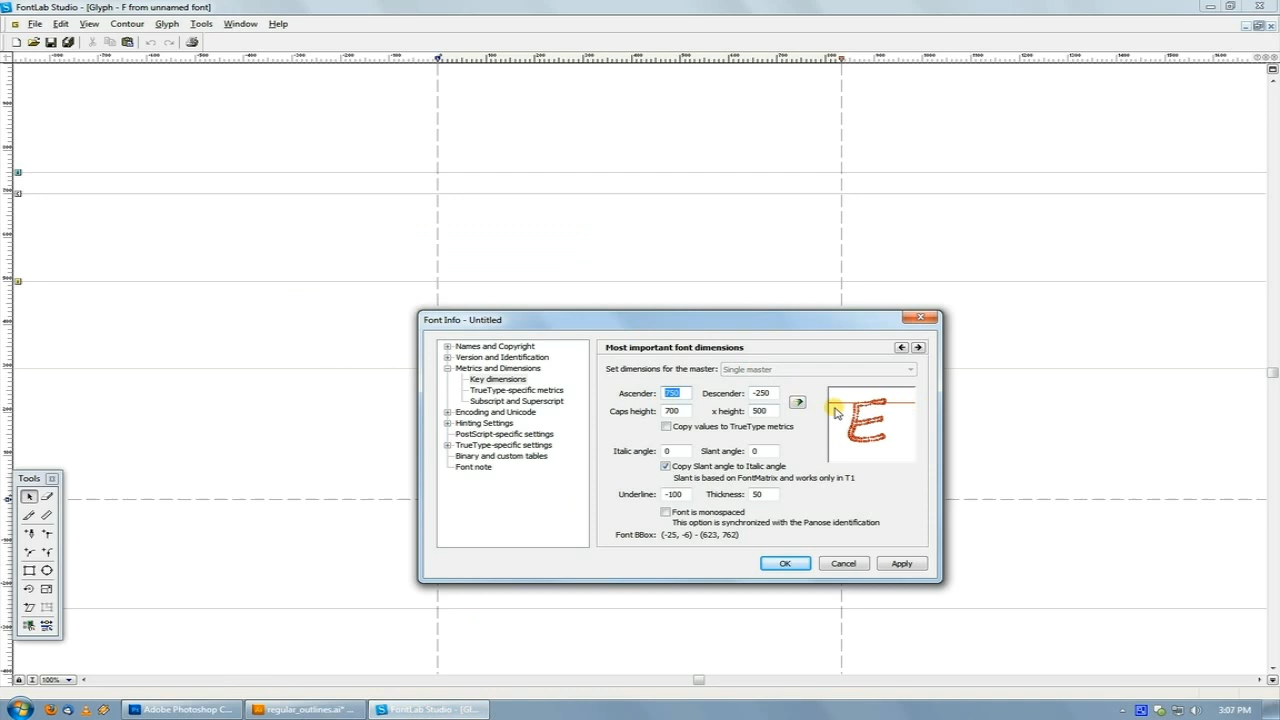 FontLab Studio - [Glyph - F from unnamed font]
File Edit View Contour Glyph Tools Window Help
Font Info - Untitled
Names and Copyright
Version and Identification
Metrics and Dimensions
Key dimensions
TrueType-specific metrics
Subscript and Superscript
Encoding and Unicode
Hinting Settings
PostScript-specific settings
TrueType-specific settings
Binary and custom tables
Font note
Most important font dimensions
Set dimensions for the master: Single master
Ascender: 750 Descender: -250
Caps height: 700 x height: 500
Copy values to TrueType metrics
E
Italic angle: 0 Slant angle: 0
Copy Slant angle to Italic angle
Slant is based on FontMatrix and works only in T1
Underline: -100 Thickness: 50
Font is monospaced
This option is synchronized with the Panose identification
Font BBox: (-25, -6) - (623, 762)
OK Cancel Apply
Tools
100%
Adobe Photoshop C... regular_outlines.ai* ... FontLab Studio - [Gl... 3:07 PM